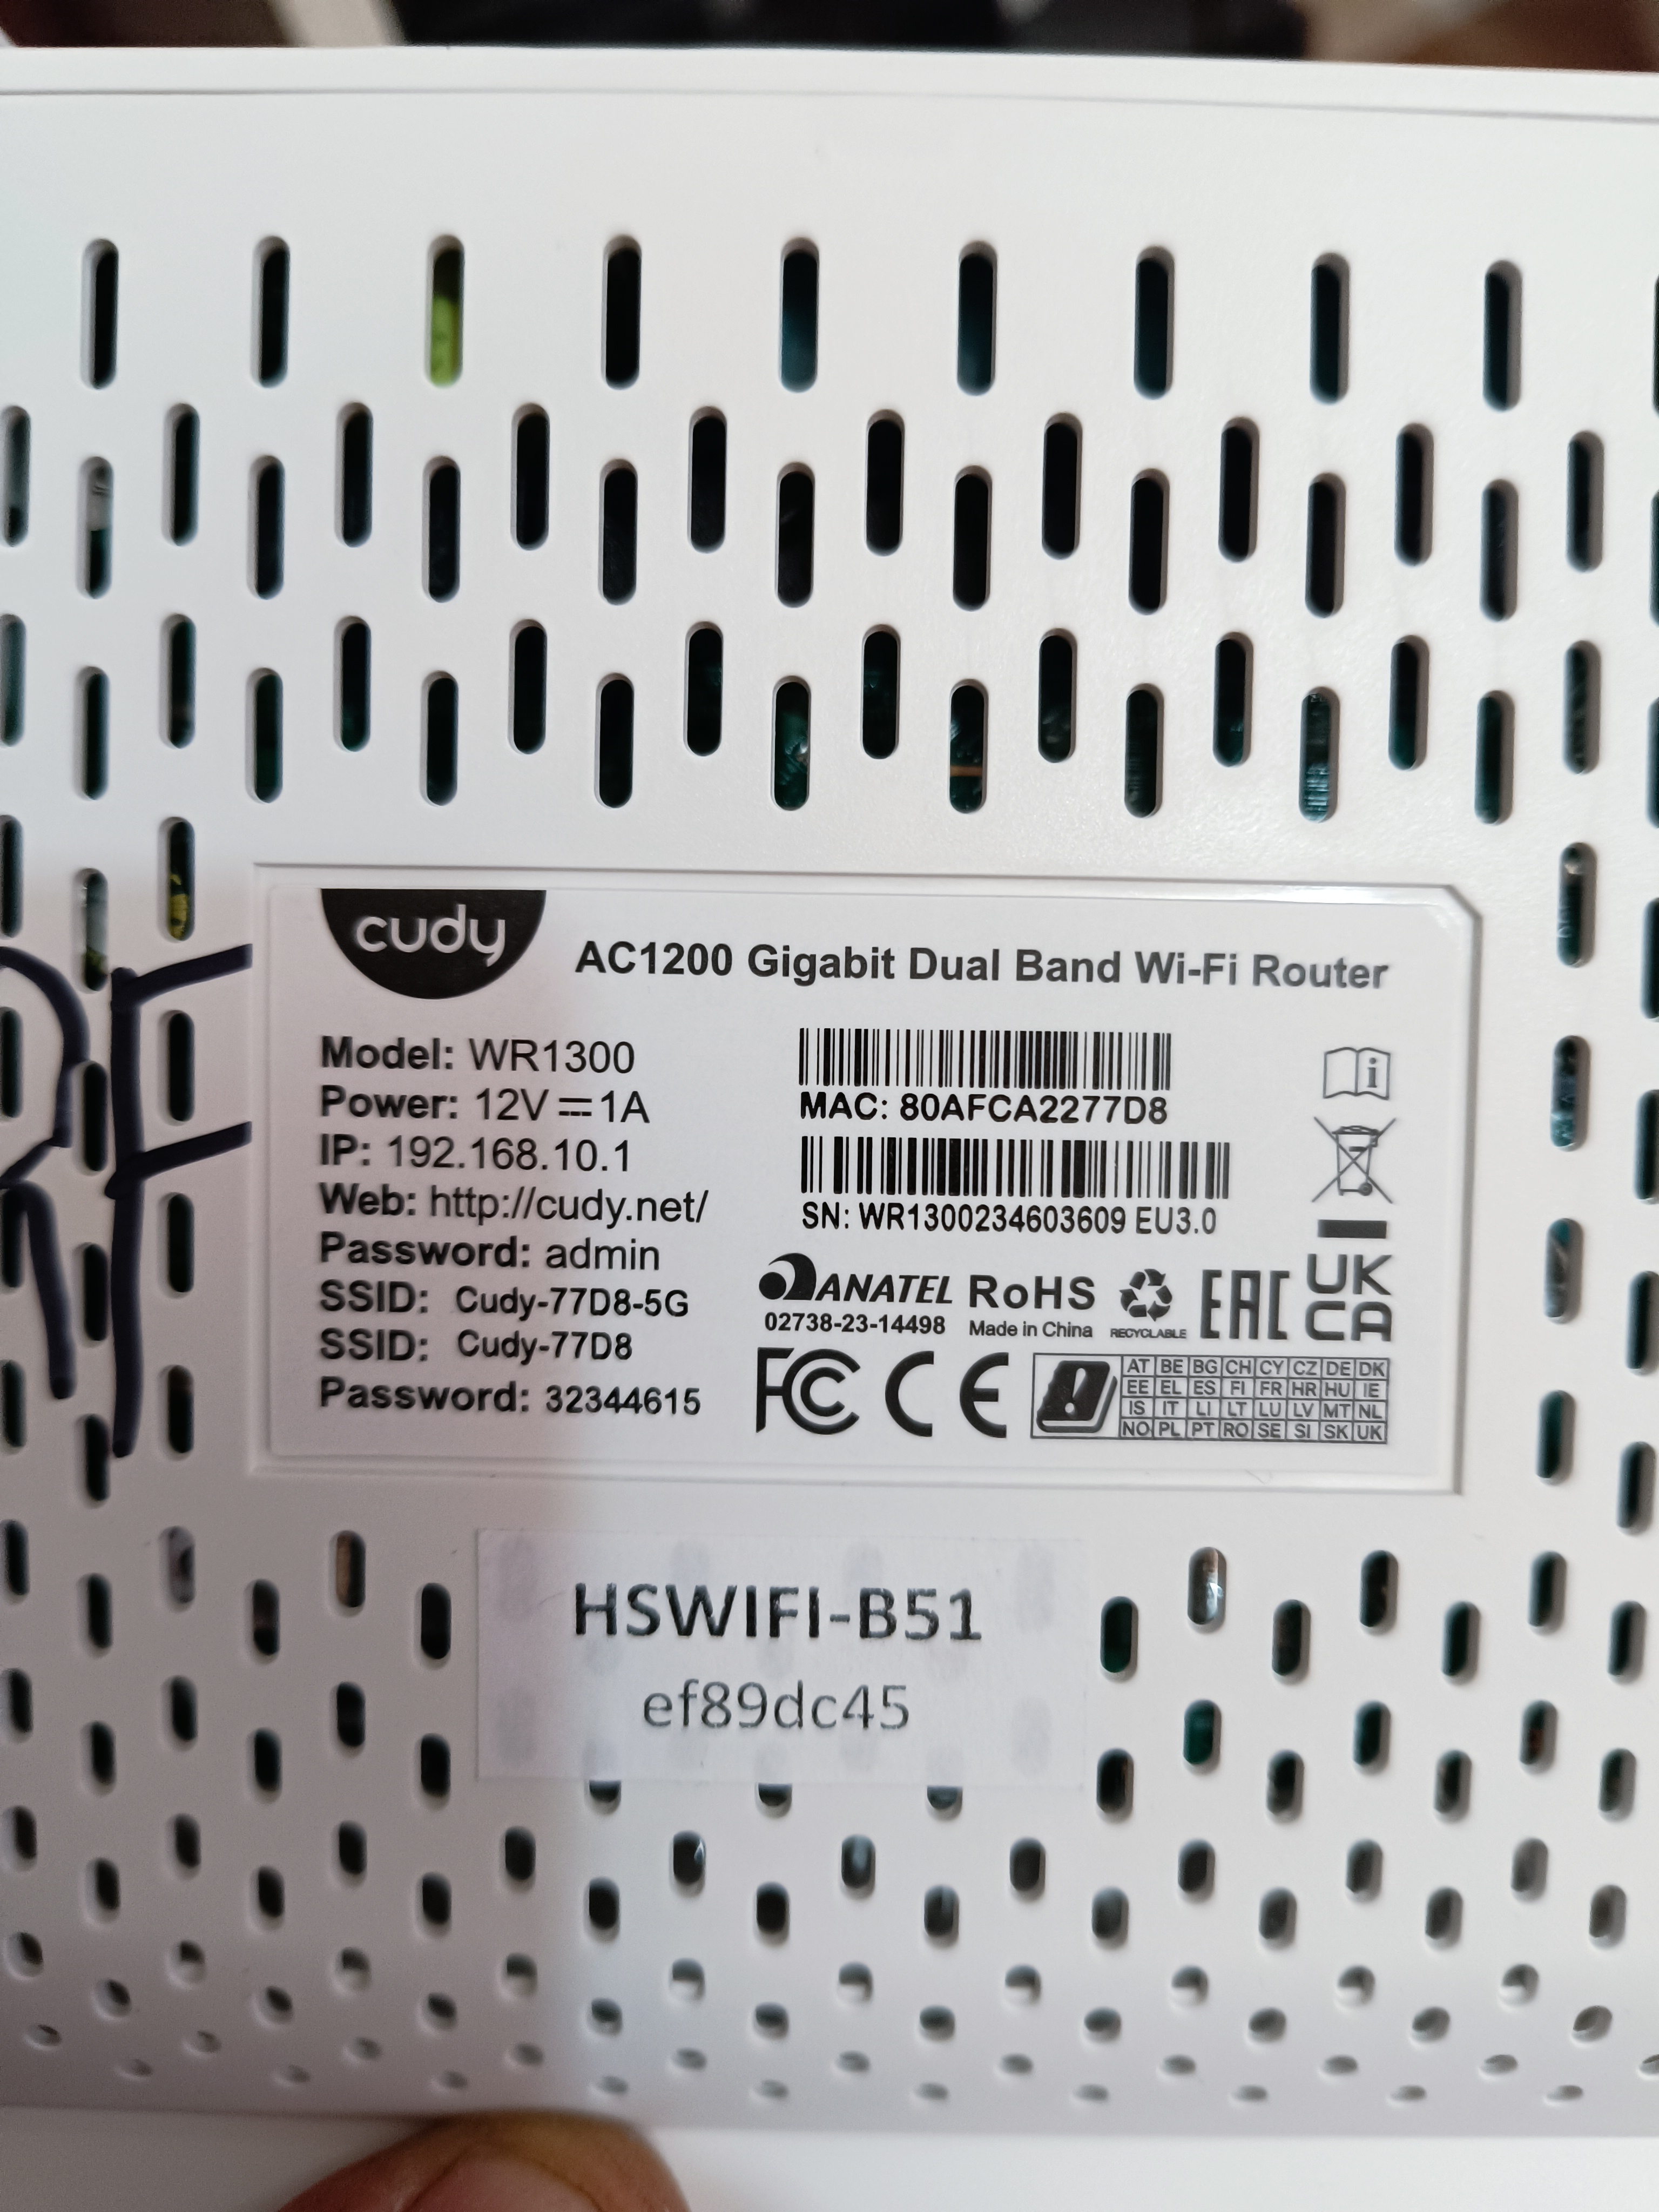 cudy
AC1200 Gigabit Dual Band Wi-Fi Router
Model: WR1300
Power: 12V⎓1A
IP: 192.168.10.1
Web: http://cudy.net/
Password: admin
SSID: Cudy-77D8-5G
SSID: Cudy-77D8
Password: 32344615
MAC: 80AFCA2277D8
SN: WR1300234603609 EU3.0
ANATEL
02738-23-14498
RoHS
Made in China
RECYCLABLE
EAC
UK
CA
FC CE
AT BE BG CH CY CZ DE DK
EE EL ES FI FR HR HU IE
IS IT LI LT LU LV MT NL
NO PL PT RO SE SI SK UK
RF
HSWIFI-B51
ef89dc45